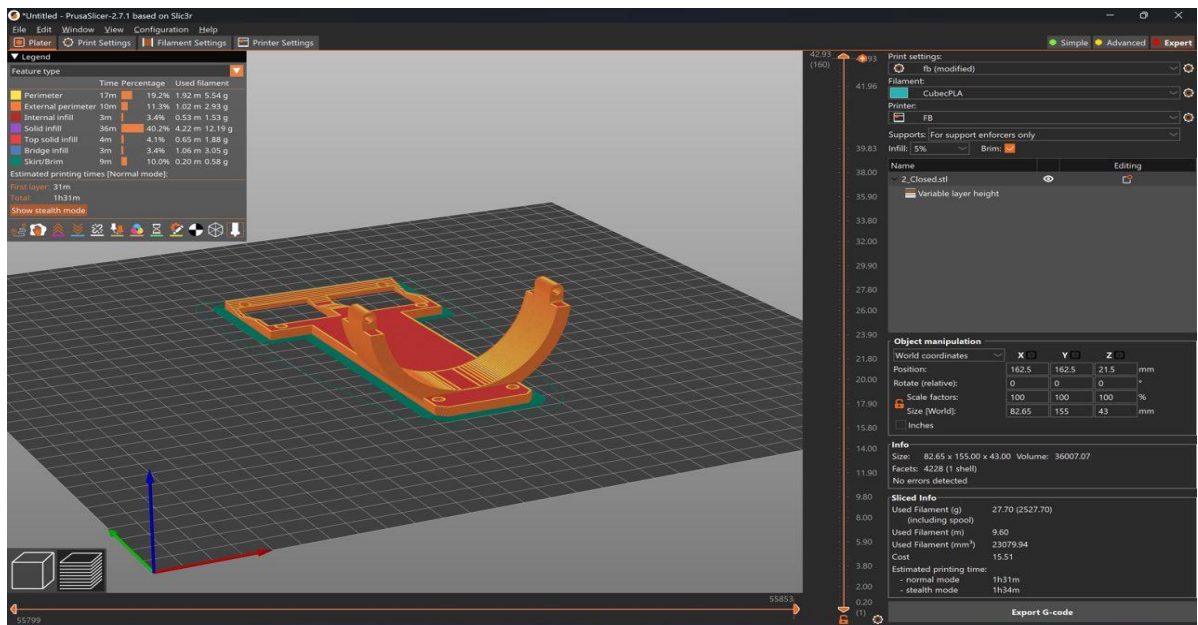 *Untitled - PrusaSlicer-2.7.1 based on Slic3r
File Edit Window View Configuration Help
Plater Print Settings Filament Settings Printer Settings Simple Advanced Expert
Legend
Feature type
Time Percentage Used filament
Perimeter 17m 19.2% 1.92 m 5.54 g
External perimeter 10m 11.3% 1.02 m 2.93 g
Internal infill 3m 3.4% 0.53 m 1.53 g
Solid infill 36m 40.2% 4.22 m 12.19 g
Top solid infill 4m 4.1% 0.65 m 1.88 g
Bridge infill 3m 3.4% 1.06 m 3.05 g
Skirt/Brim 9m 10.0% 0.20 m 0.58 g
Estimated printing times [Normal mode]:
First layer: 31m
Total: 1h31m
Show stealth mode
42.93
(160)
41.96
39.83
38.00
35.90
33.80
32.00
29.90
27.80
26.00
23.90
21.80
20.00
17.90
15.80
14.00
11.90
9.80
8.00
5.90
3.80
2.00
0.20
(1)
55853
55799
Print settings:
fb (modified)
Filament:
CubecPLA
Printer:
FB
Supports: For support enforcers only
Infill: 5% Brim:
Name Editing
2_Closed.stl
Variable layer height
Object manipulation
World coordinates X Y Z
Position: 162.5 162.5 21.5 mm
Rotate (relative): 0 0 0 °
Scale factors: 100 100 100 %
Size [World]: 82.65 155 43 mm
Inches
Info
Size: 82.65 x 155.00 x 43.00 Volume: 36007.07
Facets: 4228 (1 shell)
No errors detected
Sliced Info
Used Filament (g) 27.70 (2527.70)
(including spool)
Used Filament (m) 9.60
Used Filament (mm³) 23079.94
Cost 15.51
Estimated printing time:
- normal mode 1h31m
- stealth mode 1h34m
Export G-code